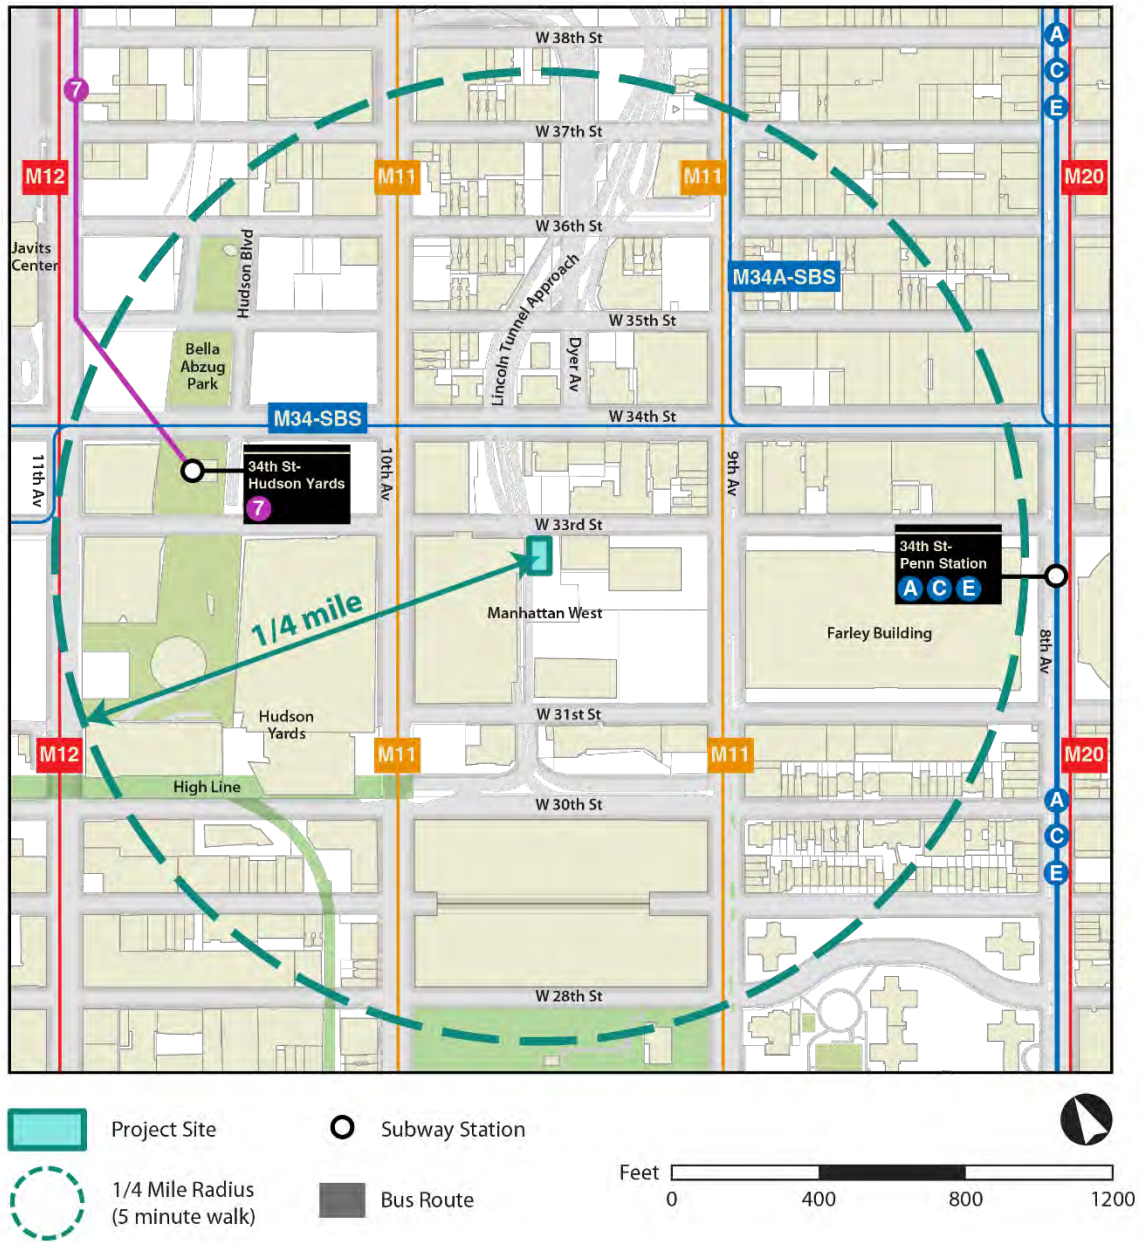 W 38th St
A
C
E
7
W 37th St
M12
M11
M11
M20
W 36th St
Javits
Center
Hudson Blvd
Lincoln Tunnel Approach
M34A-SBS
W 35th St
Bella
Abzug
Park
Dyer Av
M34-SBS
W 34th St
11th Av
34th St-
Hudson Yards
7
10th Av
9th Av
W 33rd St
34th St-
Penn Station
A C E
1/4 mile
Manhattan West
Farley Building
8th Av
Hudson
Yards
W 31st St
M12
M11
M11
M20
High Line
W 30th St
A
C
E
W 28th St
Project Site
Subway Station
1/4 Mile Radius
(5 minute walk)
Bus Route
Feet
0 400 800 1200